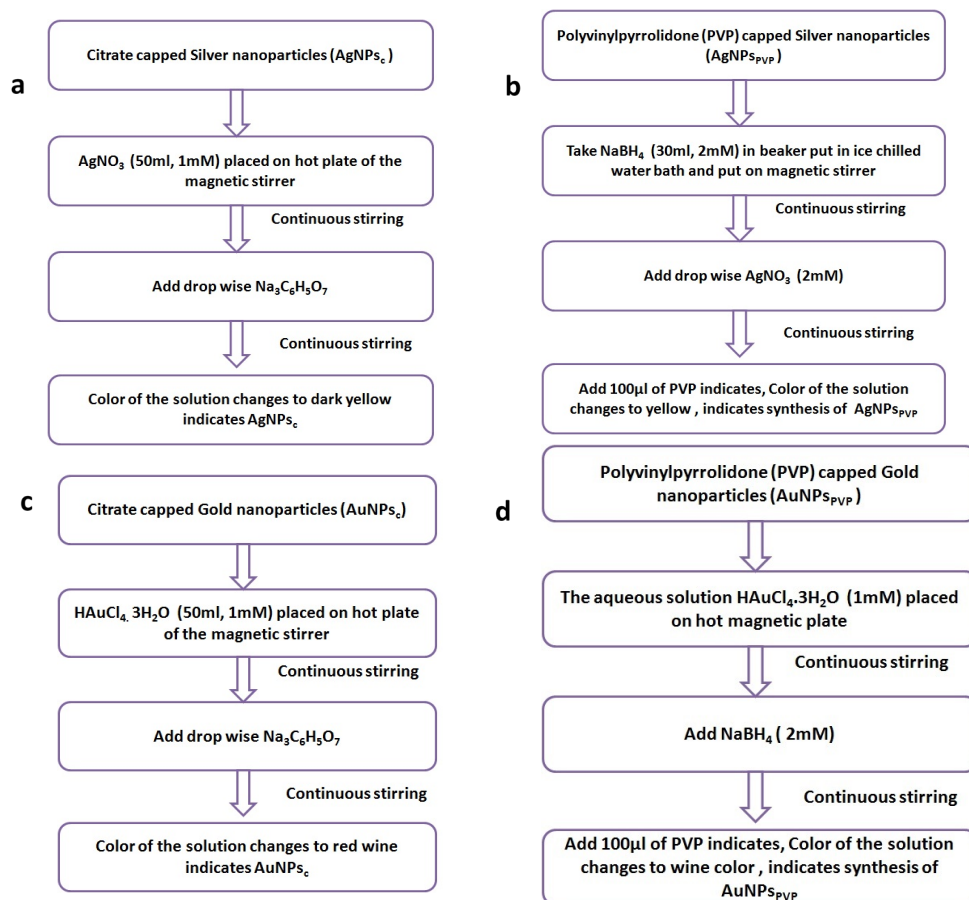 a
Citrate capped Silver nanoparticles (AgNPsc )
AgNO3 (50ml, 1mM) placed on hot plate of the
magnetic stirrer
Continuous stirring
Add drop wise Na3C6H5O7
Continuous stirring
Color of the solution changes to dark yellow
indicates AgNPsc
b
Polyvinylpyrrolidone (PVP) capped Silver nanoparticles
(AgNPsPVP )
Take NaBH4 (30ml, 2mM) in beaker put in ice chilled
water bath and put on magnetic stirrer
Continuous stirring
Add drop wise AgNO3 (2mM)
Continuous stirring
Add 100µl of PVP indicates, Color of the solution
changes to yellow , indicates synthesis of AgNPsPVP
c
Citrate capped Gold nanoparticles (AuNPsc)
HAuCl4. 3H2O (50ml, 1mM) placed on hot plate
of the magnetic stirrer
Continuous stirring
Add drop wise Na3C6H5O7
Continuous stirring
Color of the solution changes to red wine
indicates AuNPsc
d
Polyvinylpyrrolidone (PVP) capped Gold
nanoparticles (AuNPsPVP )
The aqueous solution HAuCl4.3H2O (1mM) placed
on hot magnetic plate
Continuous stirring
Add NaBH4 ( 2mM)
Continuous stirring
Add 100µl of PVP indicates, Color of the solution
changes to wine color , indicates synthesis of
AuNPsPVP